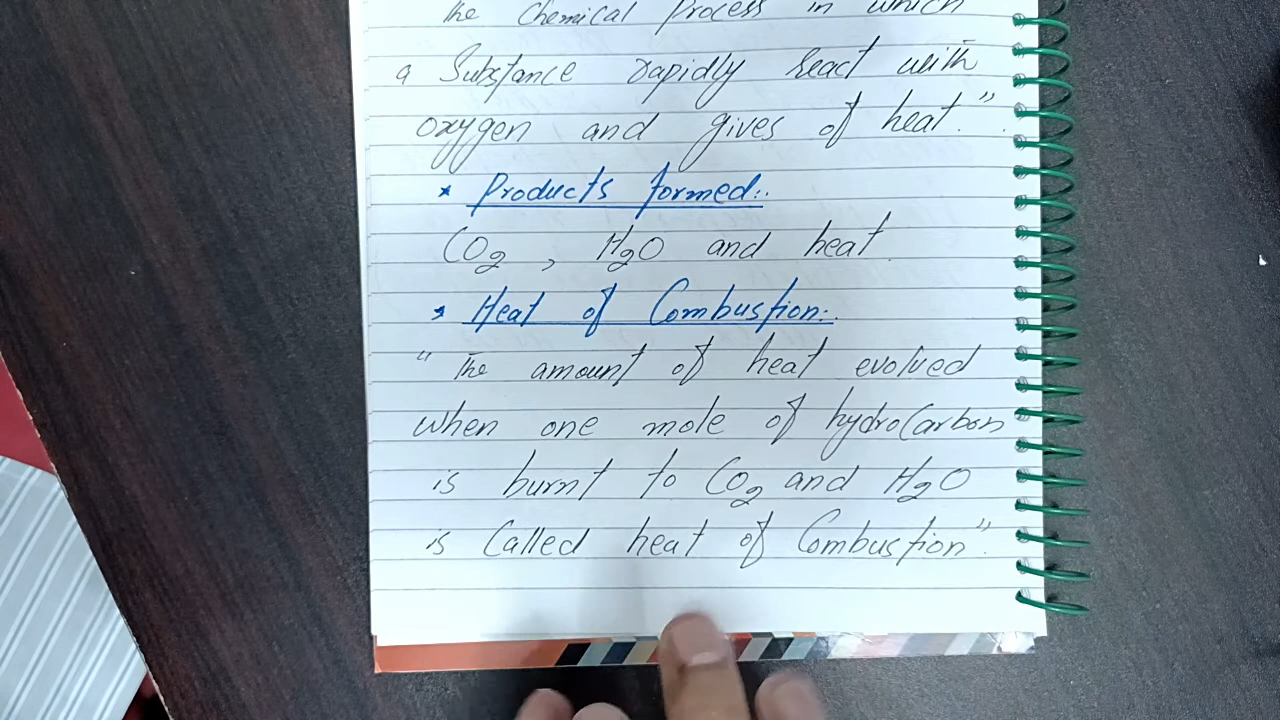 The Chemical Process in which
a Substance rapidly react with
oxygen and gives of heat."
* Products formed:.
CO2 , H2O and heat.
* Heat of Combustion:.
"The amount of heat evolved
when one mole of hydroCarbon
is burnt to CO2 and H2O
is Called heat of Combustion".